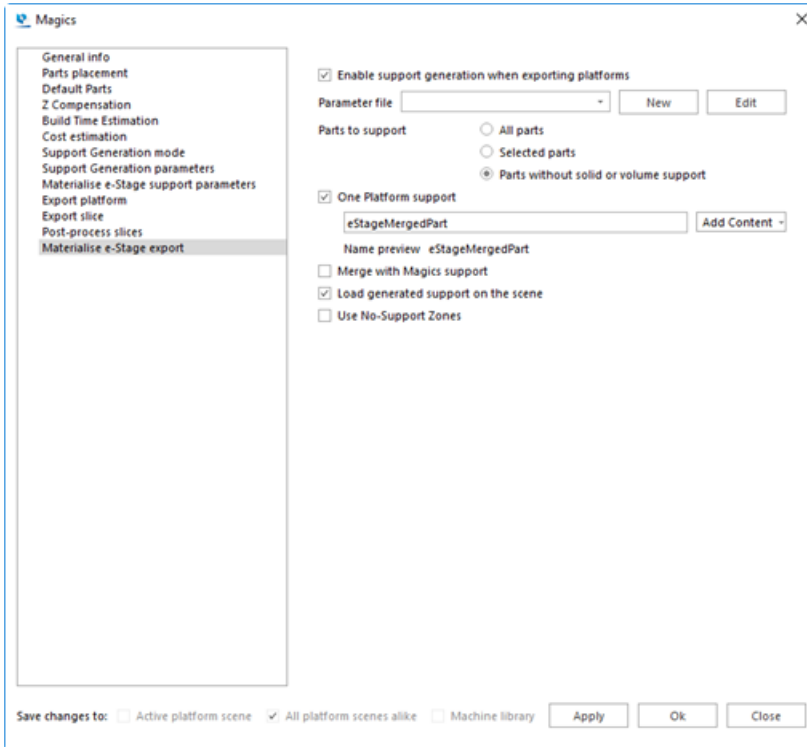 Magics
General info
Parts placement
Default Parts
Z Compensation
Build Time Estimation
Cost estimation
Support Generation mode
Support Generation parameters
Materialise e-Stage support parameters
Export platform
Export slice
Post-process slices
Materialise e-Stage export
Enable support generation when exporting platforms
Parameter file New Edit
Parts to support All parts
Selected parts
Parts without solid or volume support
One Platform support
eStageMergedPart Add Content
Name preview eStageMergedPart
Merge with Magics support
Load generated support on the scene
Use No-Support Zones
Save changes to: Active platform scene All platform scenes alike Machine library Apply Ok Close